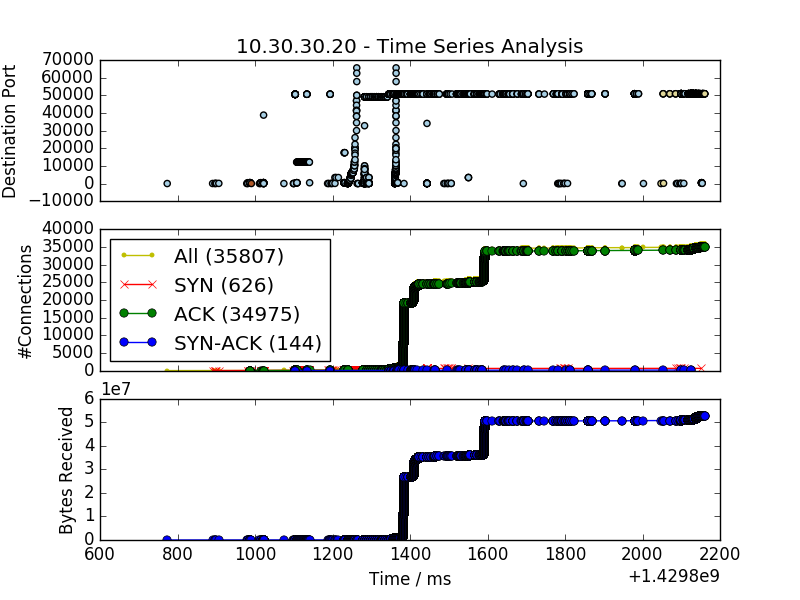 10.30.30.20 - Time Series Analysis
Destination Port
70000
60000
50000
40000
30000
20000
10000
0
−10000
#Connections
40000
35000
30000
25000
20000
15000
10000
5000
0
All (35807)
SYN (626)
ACK (34975)
SYN-ACK (144)
1e7
Bytes Received
6
5
4
3
2
1
0
600 800 1000 1200 1400 1600 1800 2000 2200
Time / ms
+1.4298e9